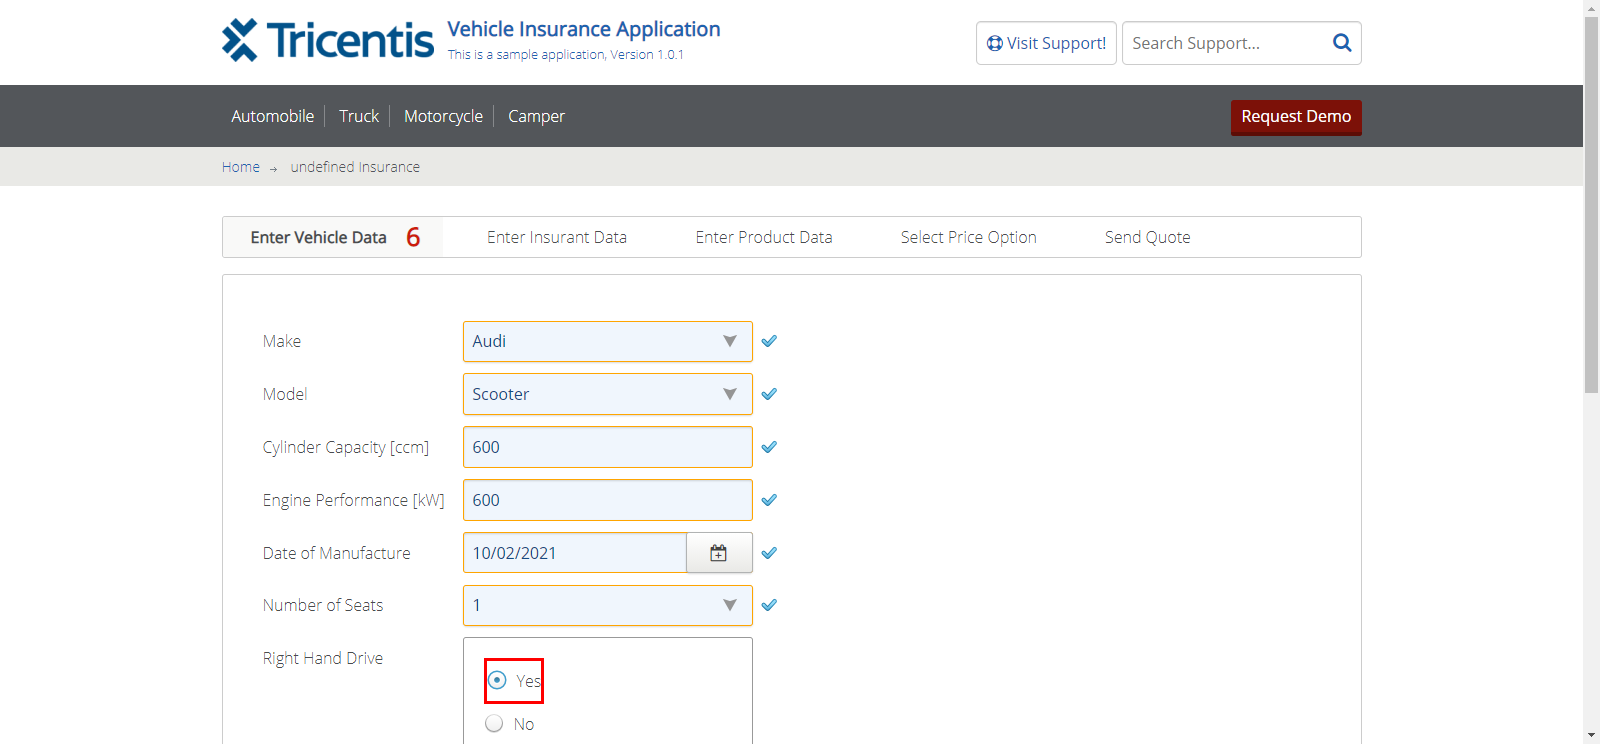 Tricentis
Vehicle Insurance Application
This is a sample application, Version 1.0.1
Visit Support!
Search Support...
Automobile
Truck
Motorcycle
Camper
Request Demo
Home → undefined Insurance
Enter Vehicle Data 6
Enter Insurant Data
Enter Product Data
Select Price Option
Send Quote
Make Audi
Model Scooter
Cylinder Capacity [ccm] 600
Engine Performance [kW] 600
Date of Manufacture 10/02/2021
Number of Seats 1
Right Hand Drive
Yes
No